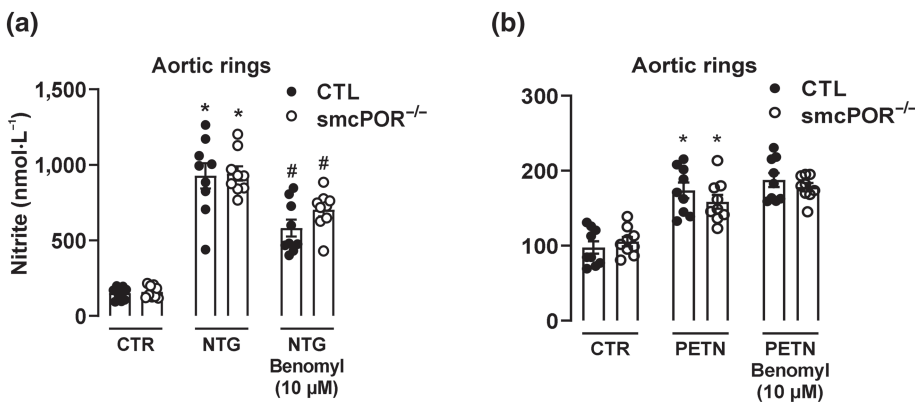 (a)
Aortic rings
CTL
smcPOR⁻/⁻
Nitrite (nmol·L⁻¹)
1,500
1,000
500
0
* *
# #
CTR
NTG
NTG
Benomyl
(10 µM)
(b)
Aortic rings
CTL
smcPOR⁻/⁻
300
200
100
0
* *
CTR
PETN
PETN
Benomyl
(10 µM)